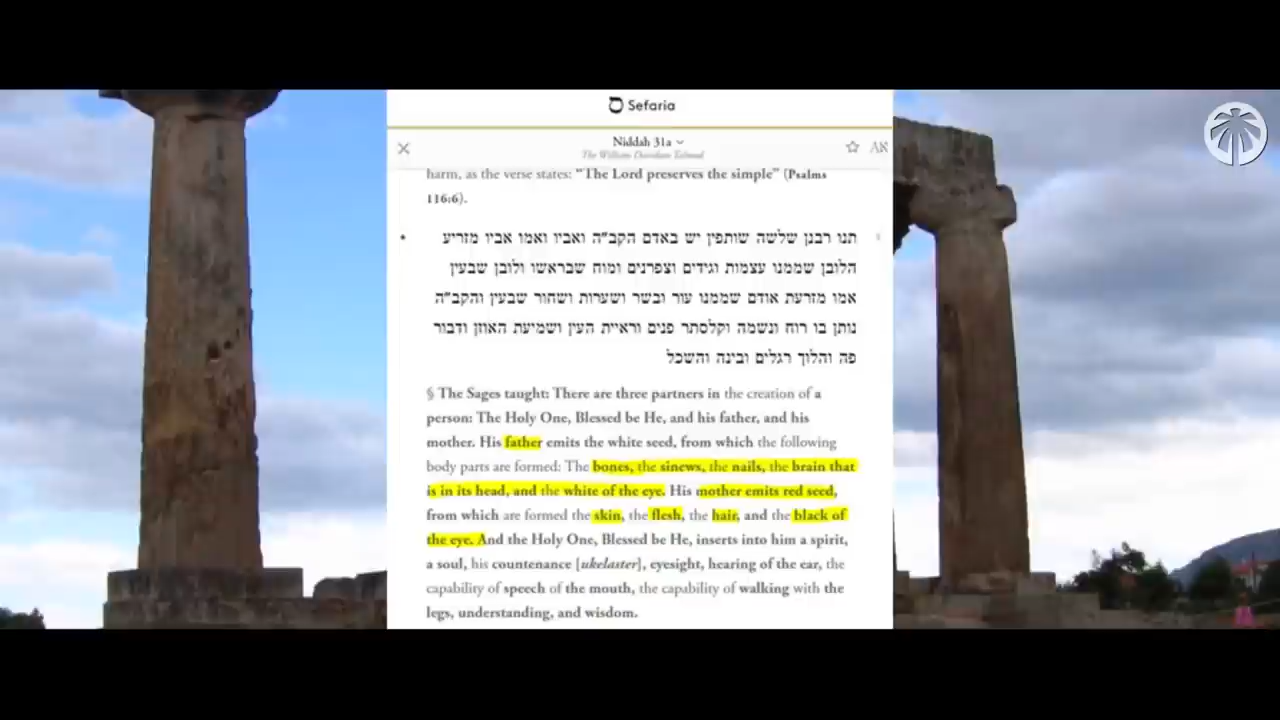 Sefaria
Niddah 31a
The William Davidson Talmud
אA
harm, as the verse states: “The Lord preserves the simple” (Psalms
116:6).
תנו רבנן שלשה שותפין יש באדם הקב"ה ואביו ואמו אביו מזריע
הלובן שממנו עצמות וגידים וצפרנים ומוח שבראשו ולובן שבעין
אמו מזרעת אודם שממנו עור ובשר ושערות ושחור שבעין והקב"ה
נותן בו רוח ונשמה וקלסתר פנים וראיית העין ושמיעת האוזן ודבור
פה והלוך רגלים ובינה והשכל
§ The Sages taught: There are three partners in the creation of a
person: The Holy One, Blessed be He, and his father, and his
mother. His father emits the white seed, from which the following
body parts are formed: The bones, the sinews, the nails, the brain that
is in its head, and the white of the eye. His mother emits red seed,
from which are formed the skin, the flesh, the hair, and the black of
the eye. And the Holy One, Blessed be He, inserts into him a spirit,
a soul, his countenance [ukelaster], eyesight, hearing of the ear, the
capability of speech of the mouth, the capability of walking with the
legs, understanding, and wisdom.